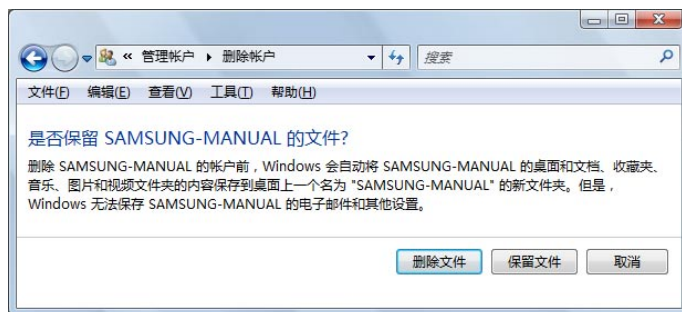 « 管理帐户 ▸ 删除帐户 搜索
文件(F) 编辑(E) 查看(V) 工具(T) 帮助(H)
是否保留 SAMSUNG-MANUAL 的文件?
删除 SAMSUNG-MANUAL 的帐户前，Windows 会自动将 SAMSUNG-MANUAL 的桌面和文档、收藏夹、
音乐、图片和视频文件夹的内容保存到桌面上一个名为 "SAMSUNG-MANUAL" 的新文件夹。但是，
Windows 无法保存 SAMSUNG-MANUAL 的电子邮件和其他设置。
删除文件 保留文件 取消